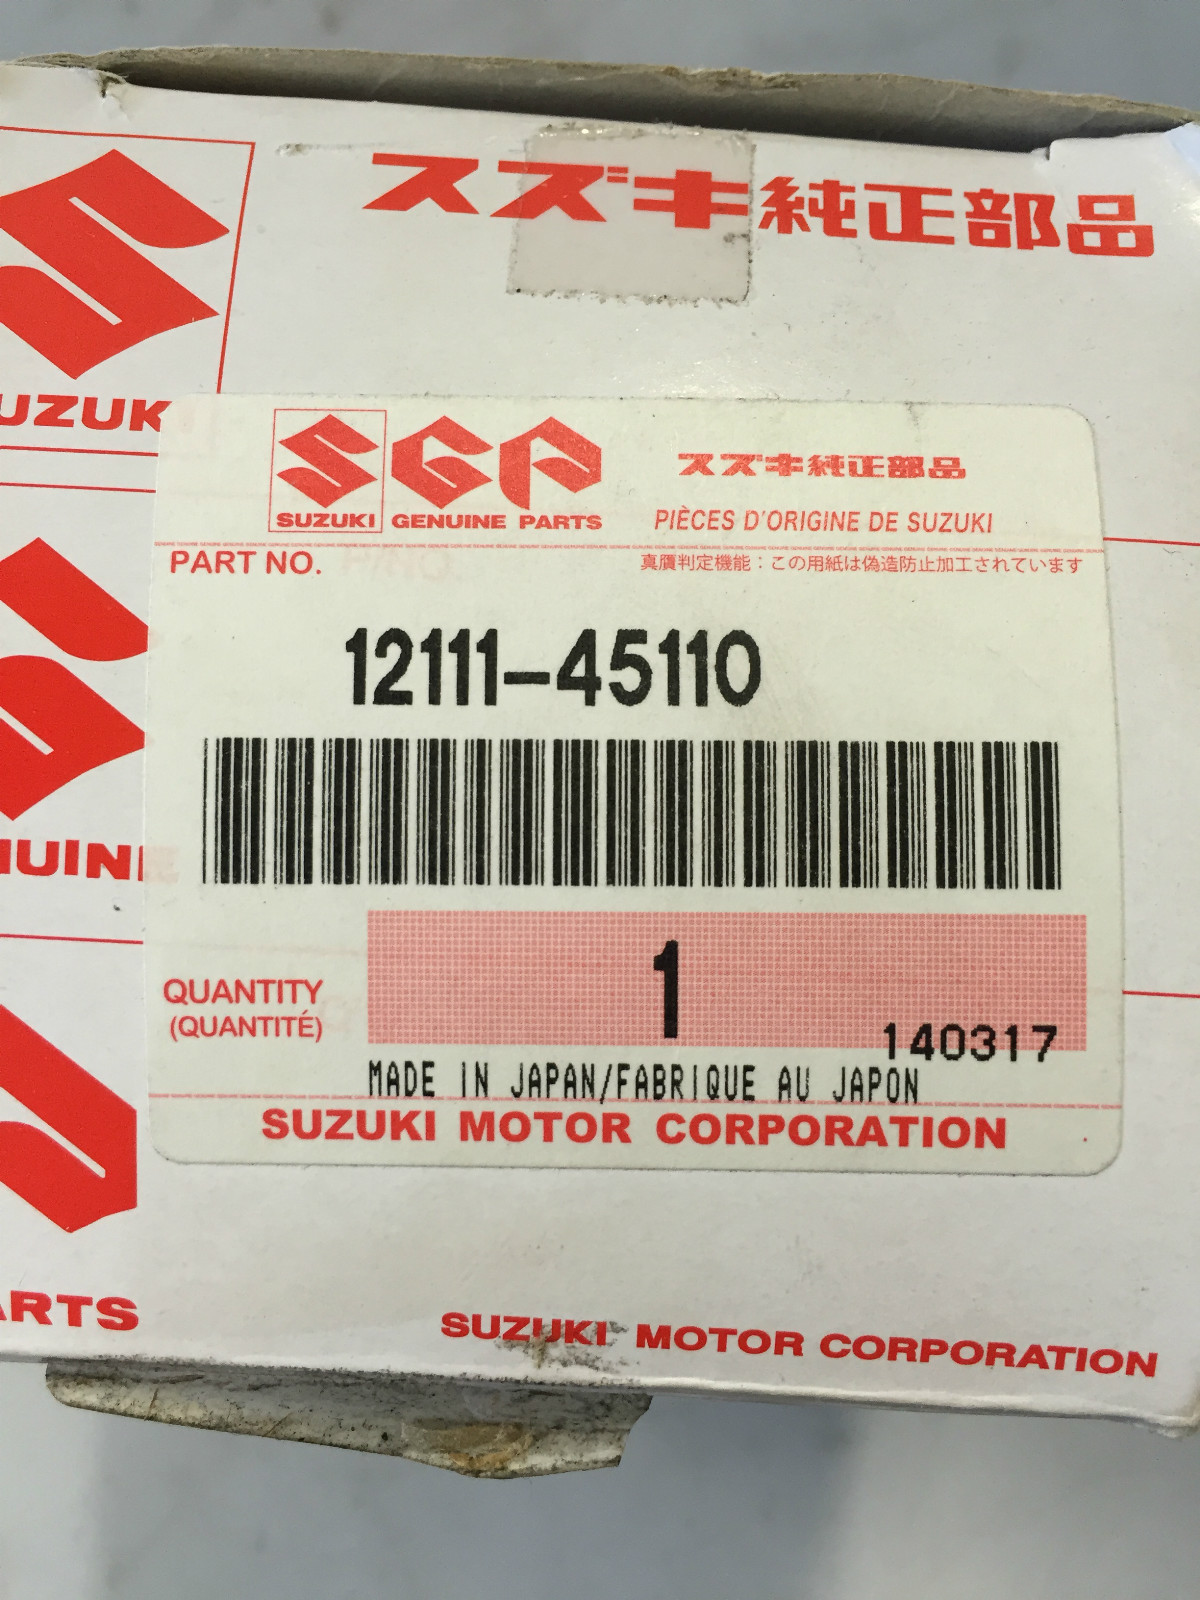 スズキ純正部品
SUZUKI
SGP
スズキ純正部品
SUZUKI GENUINE PARTS
PIÈCES D'ORIGINE DE SUZUKI
PART NO.
真贋判定機能：この用紙は偽造防止加工されています
12111-45110
1
QUANTITY
(QUANTITÉ)
140317
MADE IN JAPAN/FABRIQUE AU JAPON
SUZUKI MOTOR CORPORATION
ARTS
SUZUKI MOTOR CORPORATION